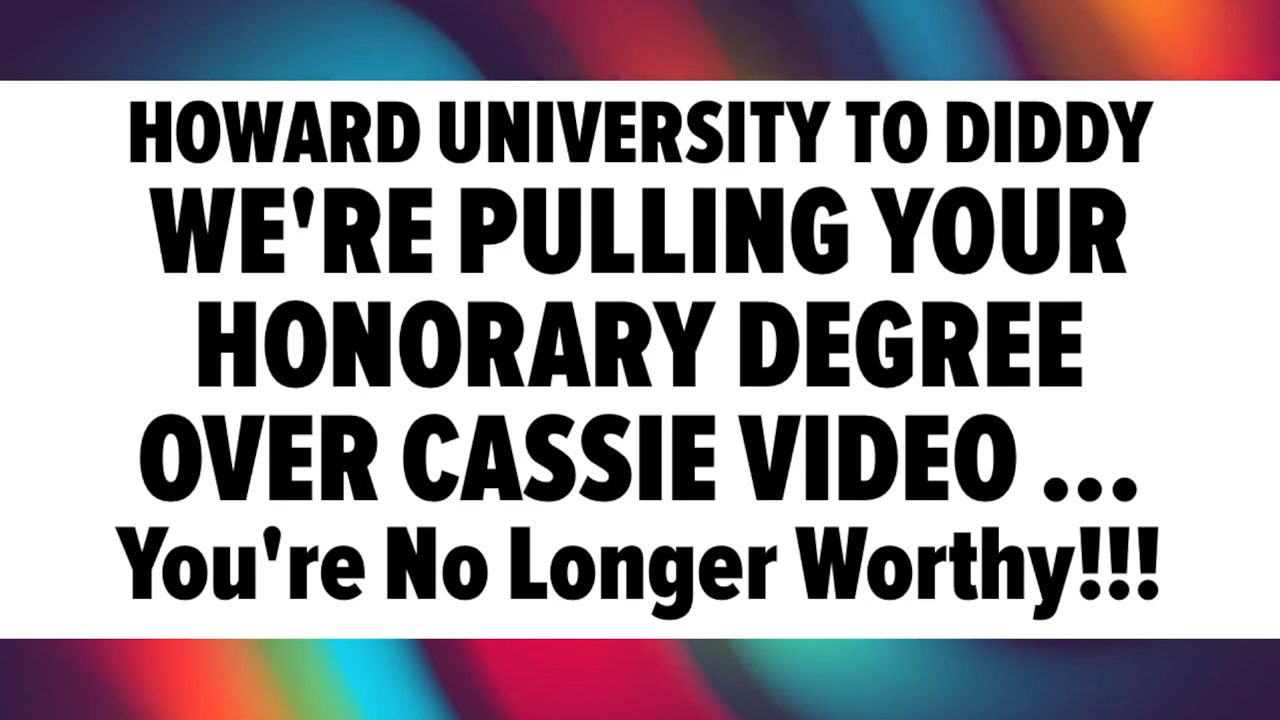 HOWARD UNIVERSITY TO DIDDY
WE'RE PULLING YOUR
HONORARY DEGREE
OVER CASSIE VIDEO ...
You're No Longer Worthy!!!